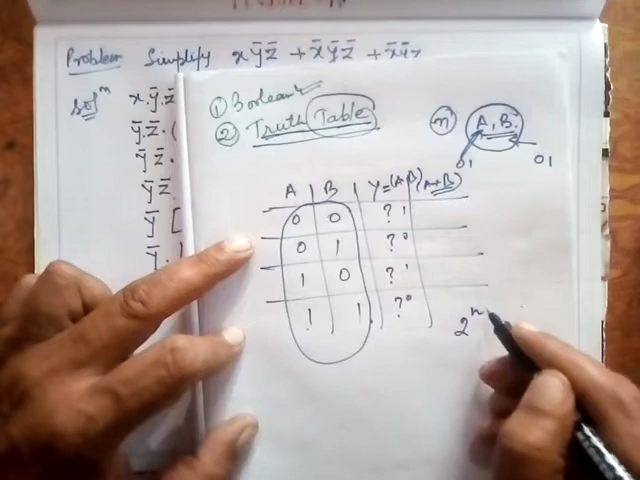 Problem Simplify x ȳ z̄ + x̄ ȳ z̄ + x̄ ȳ z
Solⁿ x.ȳ.z̄
ȳ.z̄.(
ȳ z̄.
ȳ z̄
ȳ [
ȳ.
① Boolean's
② Truth Table
n A, B.
01 01
A B Y=(A,B) (A+B)
0 0 ? 1
0 1 ? 0
1 0 ? 1
1 1 ? 0
2ⁿ